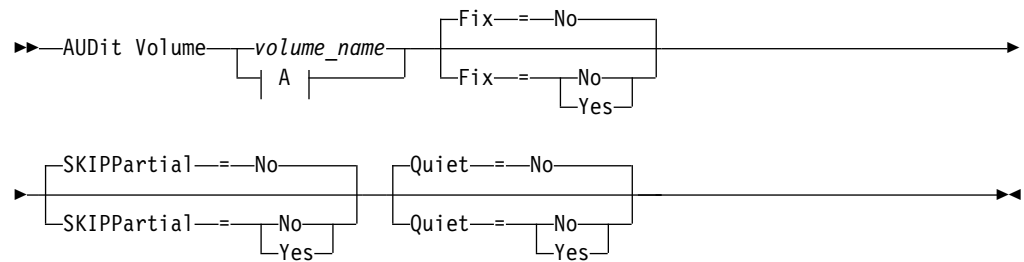 Fix = No
AUDit Volume volume_name
A
Fix = No
Yes
SKIPPartial = No
Quiet = No
SKIPPartial = No
Yes
Quiet = No
Yes